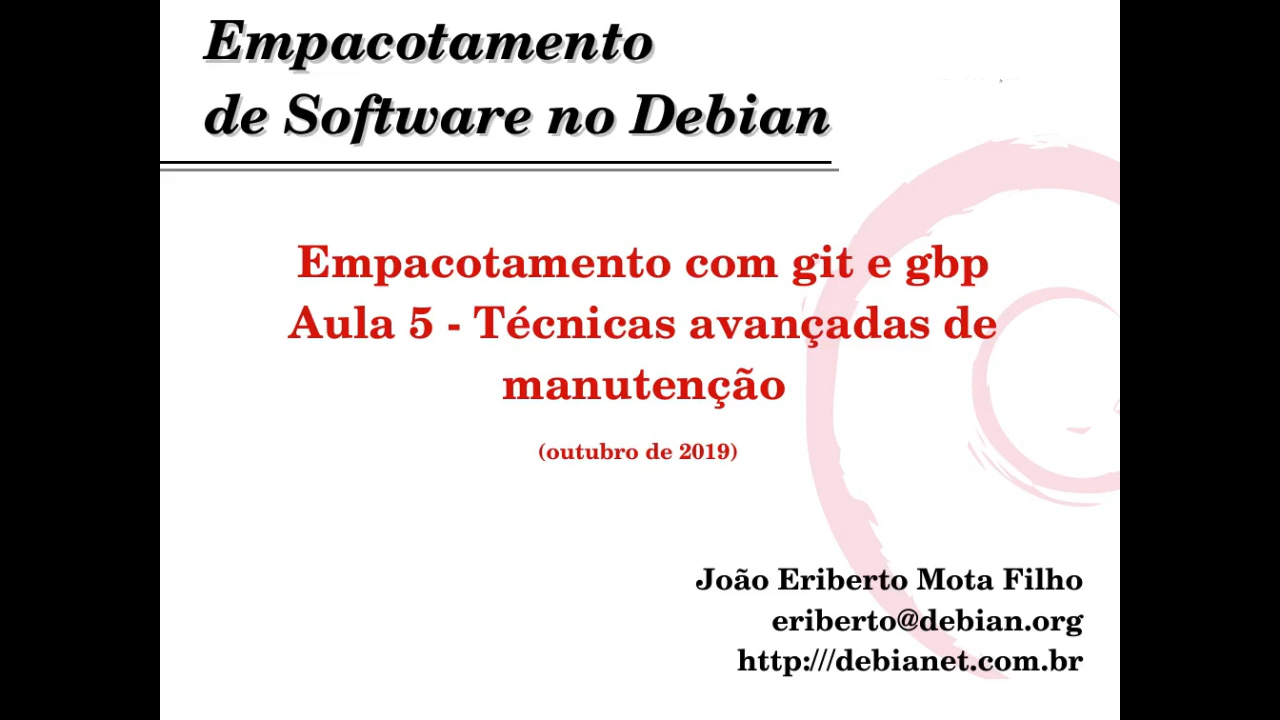 Empacotamento
de Software no Debian
Empacotamento com git e gbp
Aula 5 - Técnicas avançadas de
manutenção
(outubro de 2019)
João Eriberto Mota Filho
eriberto@debian.org
http:///debianet.com.br